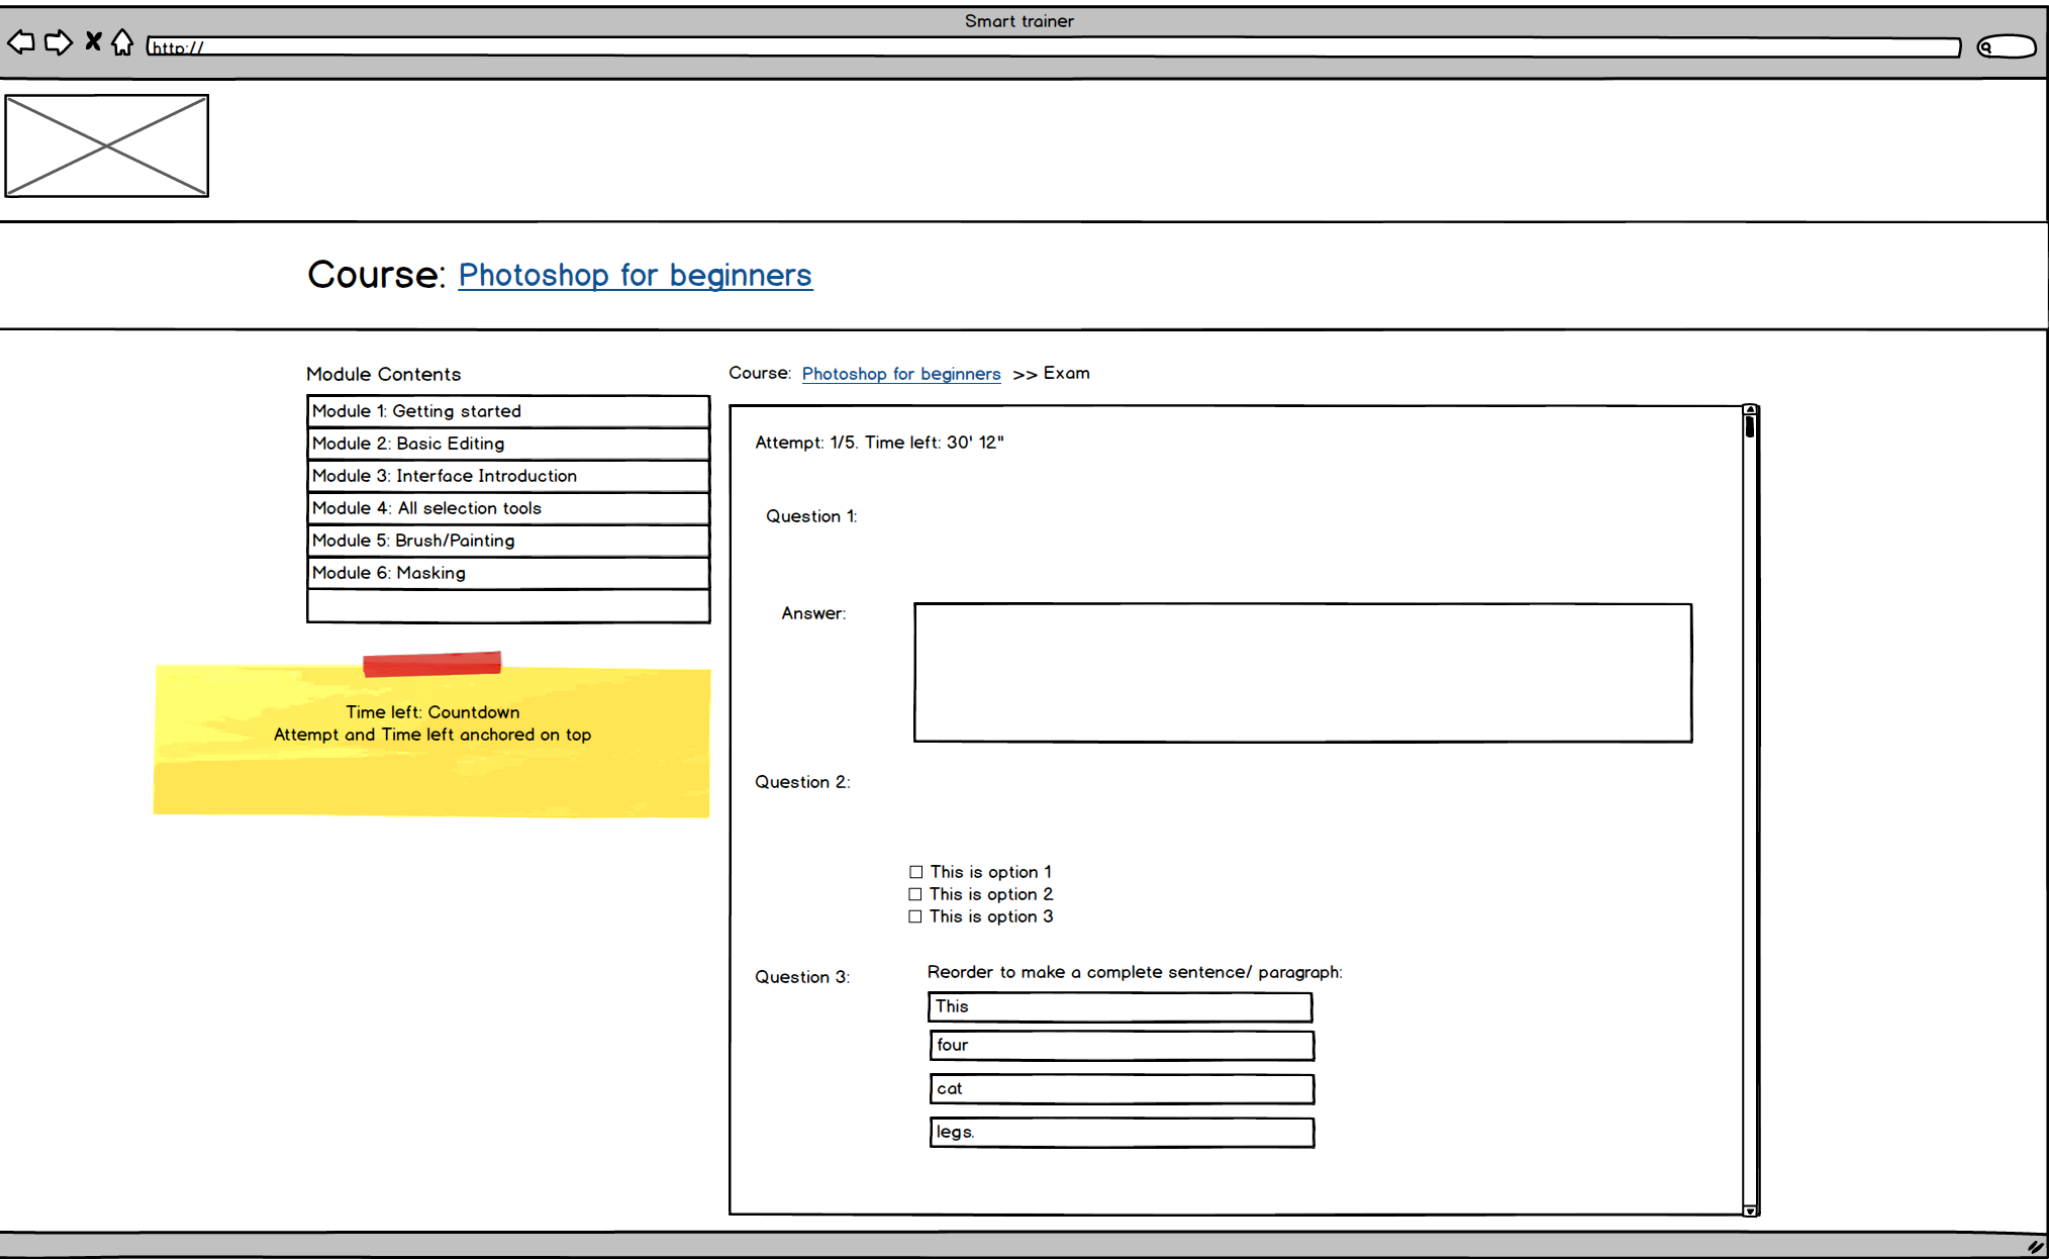 Smart trainer
http://
Course: Photoshop for beginners
Module Contents
Module 1: Getting started
Module 2: Basic Editing
Module 3: Interface Introduction
Module 4: All selection tools
Module 5: Brush/Painting
Module 6: Masking
Time left: Countdown
Attempt and Time left anchored on top
Course: Photoshop for beginners >> Exam
Attempt: 1/5. Time left: 30' 12"
Question 1:
Answer:
Question 2:
This is option 1
This is option 2
This is option 3
Question 3:
Reorder to make a complete sentence/ paragraph:
This
four
cat
legs.